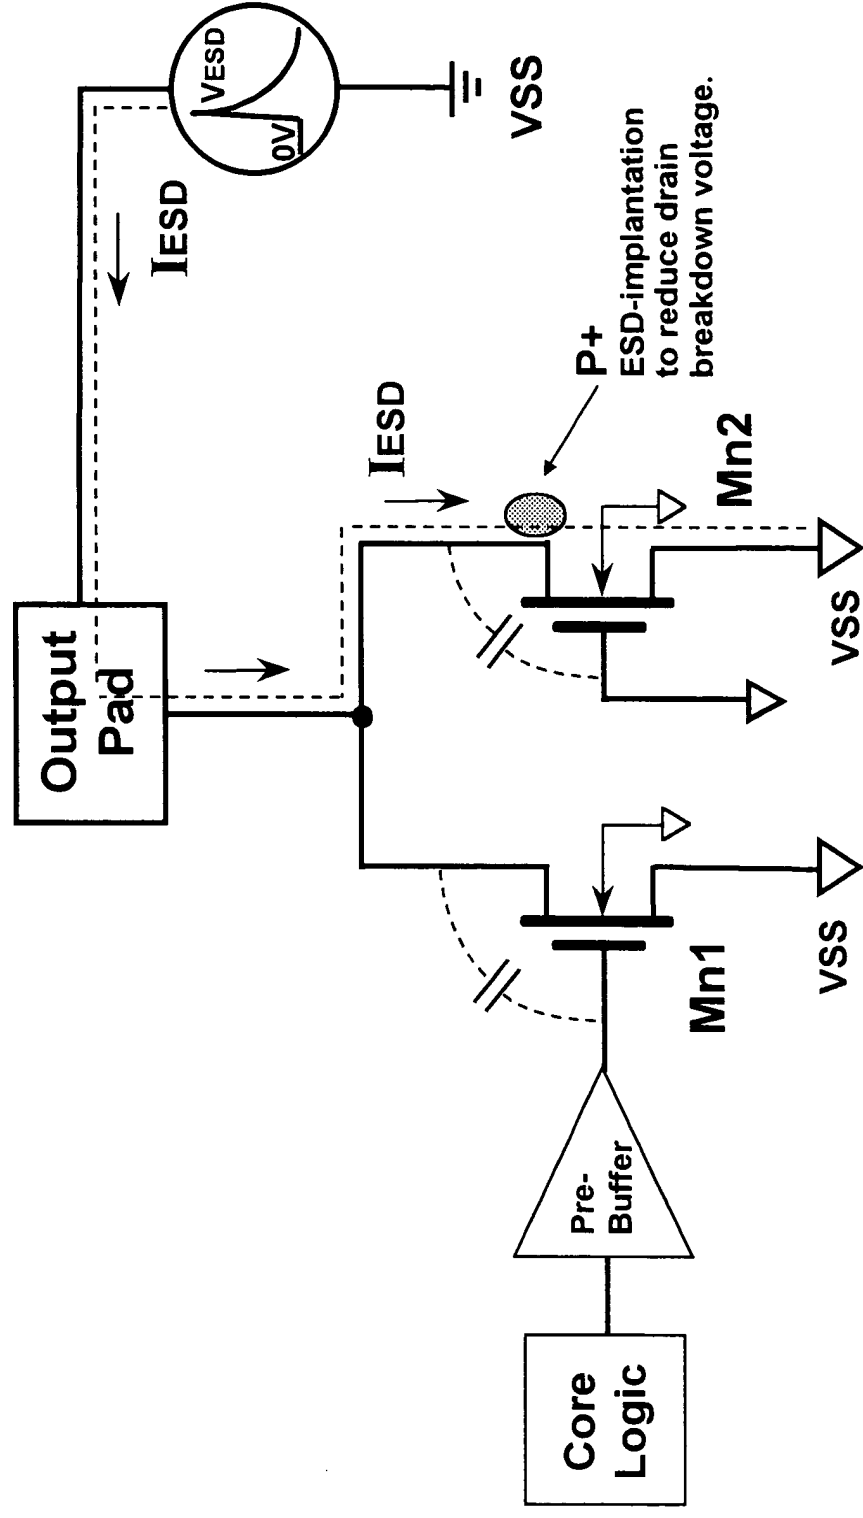 Output
Pad
VESD
0V
VSS
IESD
IESD
P+
ESD-implantation
to reduce drain
breakdown voltage.
Mn2
VSS
Mn1
VSS
Pre-
Buffer
Core
Logic